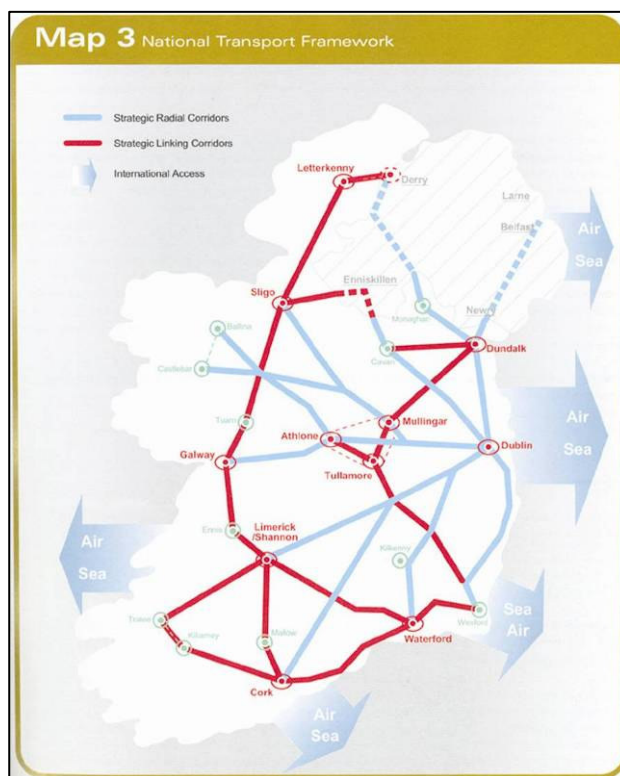 Map 3 National Transport Framework
Strategic Radial Corridors
Strategic Linking Corridors
International Access
Letterkenny
Derry
Larne
Belfast
Air
Sea
Enniskillen
Sligo
Newry
Monaghan
Ballina
Cavan
Dundalk
Castlebar
Tuam
Mullingar
Athlone
Air
Sea
Dublin
Galway
Tullamore
Ennis
Limerick
/Shannon
Air
Sea
Kilkenny
Sea
Air
Tralee
Wexford
Waterford
Killarney
Mallow
Cork
Air
Sea